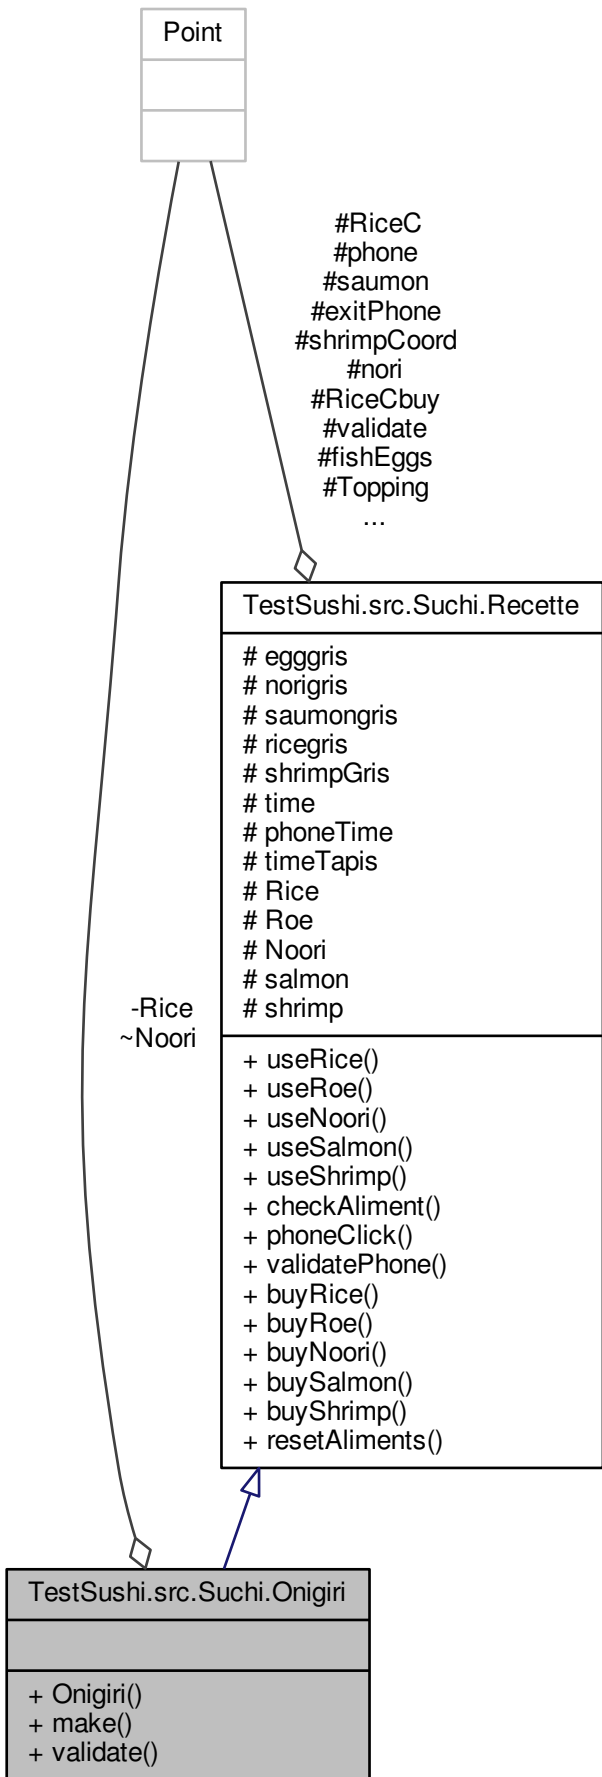 Point
#RiceC
#phone
#saumon
#exitPhone
#shrimpCoord
#nori
#RiceCbuy
#validate
#fishEggs
#Topping
...
TestSushi.src.Suchi.Recette
# egggris
# norigris
# saumongris
# ricegris
# shrimpGris
# time
# phoneTime
# timeTapis
# Rice
# Roe
# Noori
# salmon
# shrimp
-Rice
~Noori
+ useRice()
+ useRoe()
+ useNoori()
+ useSalmon()
+ useShrimp()
+ checkAliment()
+ phoneClick()
+ validatePhone()
+ buyRice()
+ buyRoe()
+ buyNoori()
+ buySalmon()
+ buyShrimp()
+ resetAliments()
TestSushi.src.Suchi.Onigiri
+ Onigiri()
+ make()
+ validate()